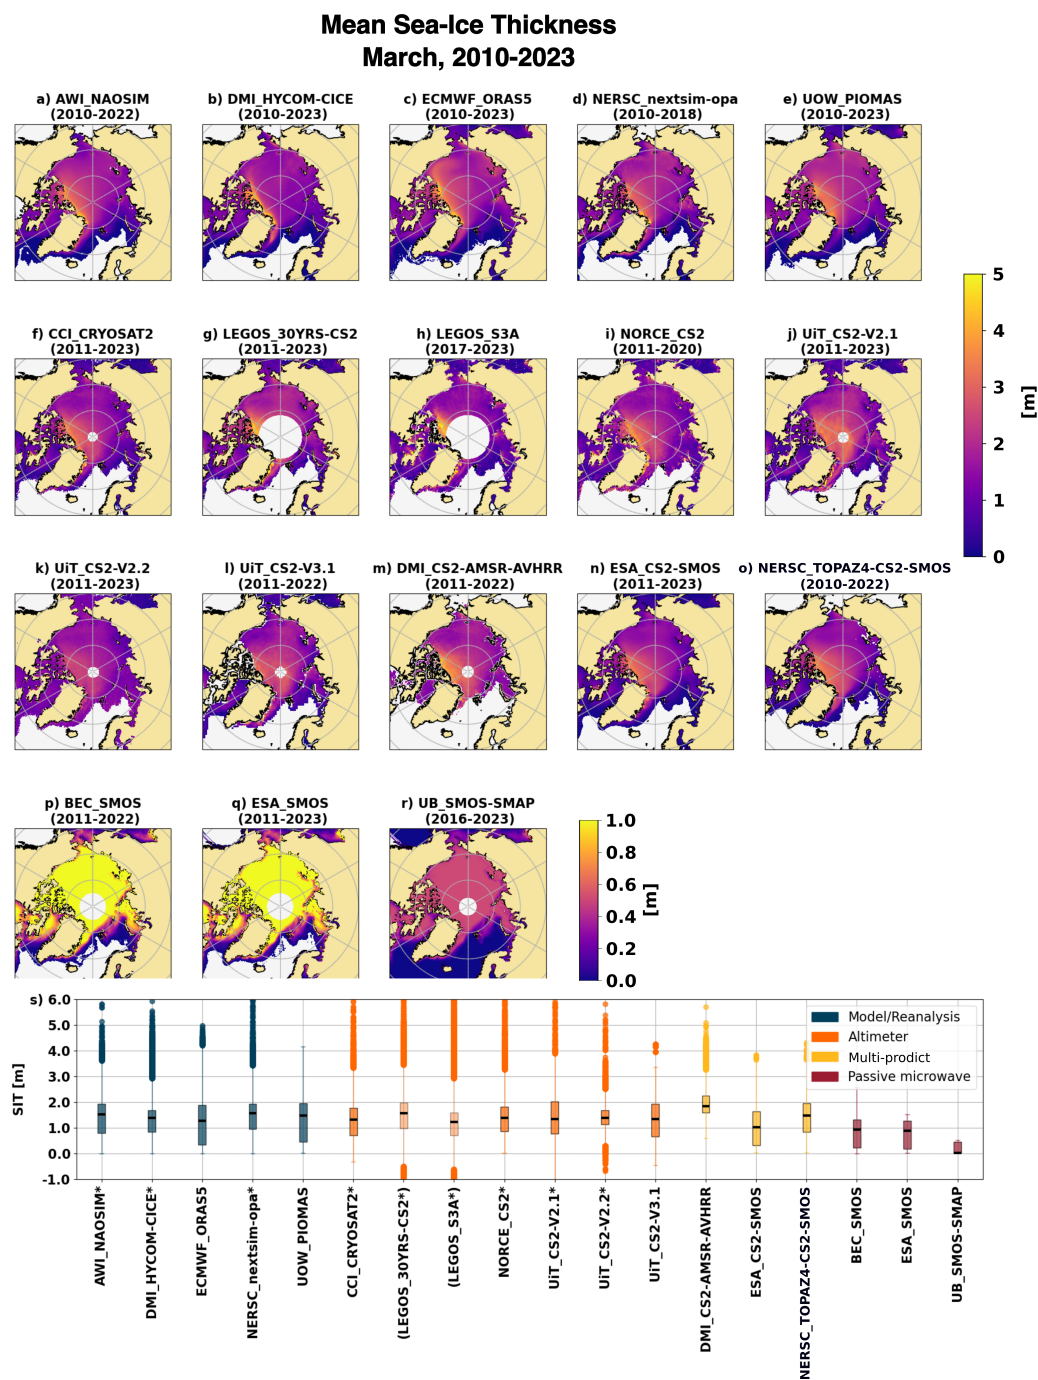 Mean Sea-Ice Thickness
March, 2010-2023
a) AWI_NAOSIM
(2010-2022)
b) DMI_HYCOM-CICE
(2010-2023)
c) ECMWF_ORAS5
(2010-2023)
d) NERSC_nextsim-opa
(2010-2018)
e) UOW_PIOMAS
(2010-2023)
f) CCI_CRYOSAT2
(2011-2023)
g) LEGOS_30YRS-CS2
(2011-2023)
h) LEGOS_S3A
(2017-2023)
i) NORCE_CS2
(2011-2020)
j) UiT_CS2-V2.1
(2011-2023)
5
4
3
2
1
0
[m]
k) UiT_CS2-V2.2
(2011-2023)
l) UiT_CS2-V3.1
(2011-2022)
m) DMI_CS2-AMSR-AVHRR
(2011-2022)
n) ESA_CS2-SMOS
(2011-2023)
o) NERSC_TOPAZ4-CS2-SMOS
(2010-2022)
p) BEC_SMOS
(2011-2022)
q) ESA_SMOS
(2011-2023)
r) UB_SMOS-SMAP
(2016-2023)
1.0
0.8
0.6
0.4
0.2
0.0
[m]
s)
6.0
5.0
4.0
3.0
2.0
1.0
0.0
-1.0
SIT [m]
Model/Reanalysis
Altimeter
Multi-prodict
Passive microwave
AWI_NAOSIM*
DMI_HYCOM-CICE*
ECMWF_ORAS5
NERSC_nextsim-opa*
UOW_PIOMAS
CCI_CRYOSAT2*
(LEGOS_30YRS-CS2*)
(LEGOS_S3A*)
NORCE_CS2*
UiT_CS2-V2.1*
UiT_CS2-V2.2*
UiT_CS2-V3.1
DMI_CS2-AMSR-AVHRR
ESA_CS2-SMOS
NERSC_TOPAZ4-CS2-SMOS
BEC_SMOS
ESA_SMOS
UB_SMOS-SMAP